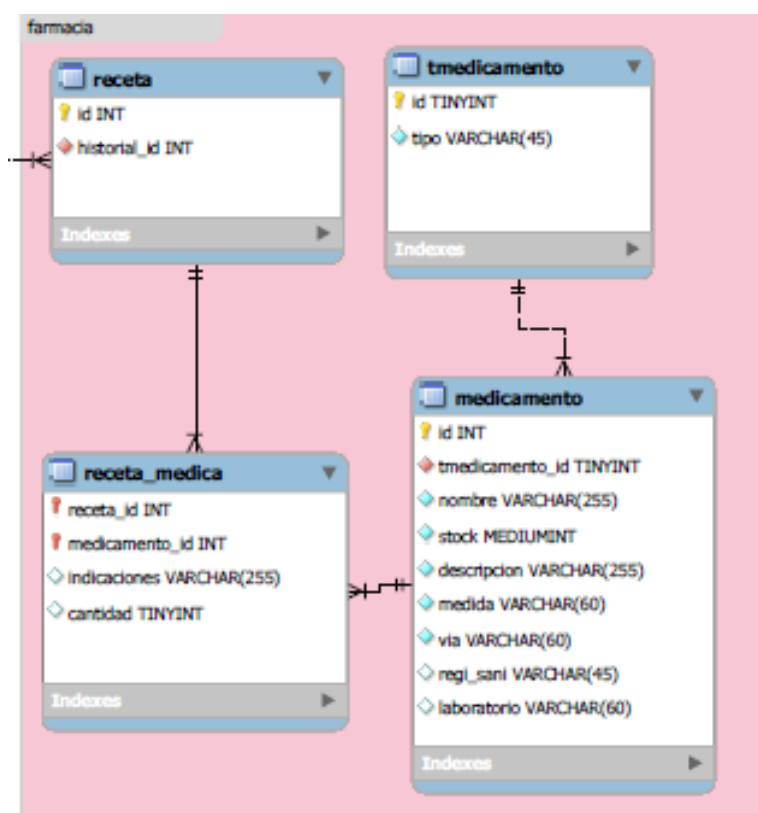 farmacia
receta
id INT
historial_id INT
Indexes
tmedicamento
id TINYINT
tipo VARCHAR(45)
Indexes
receta_medica
receta_id INT
medicamento_id INT
indicaciones VARCHAR(255)
cantidad TINYINT
Indexes
medicamento
id INT
tmedicamento_id TINYINT
nombre VARCHAR(255)
stock MEDIUMINT
descripcion VARCHAR(255)
medida VARCHAR(60)
via VARCHAR(60)
regi_sani VARCHAR(45)
laboratorio VARCHAR(60)
Indexes